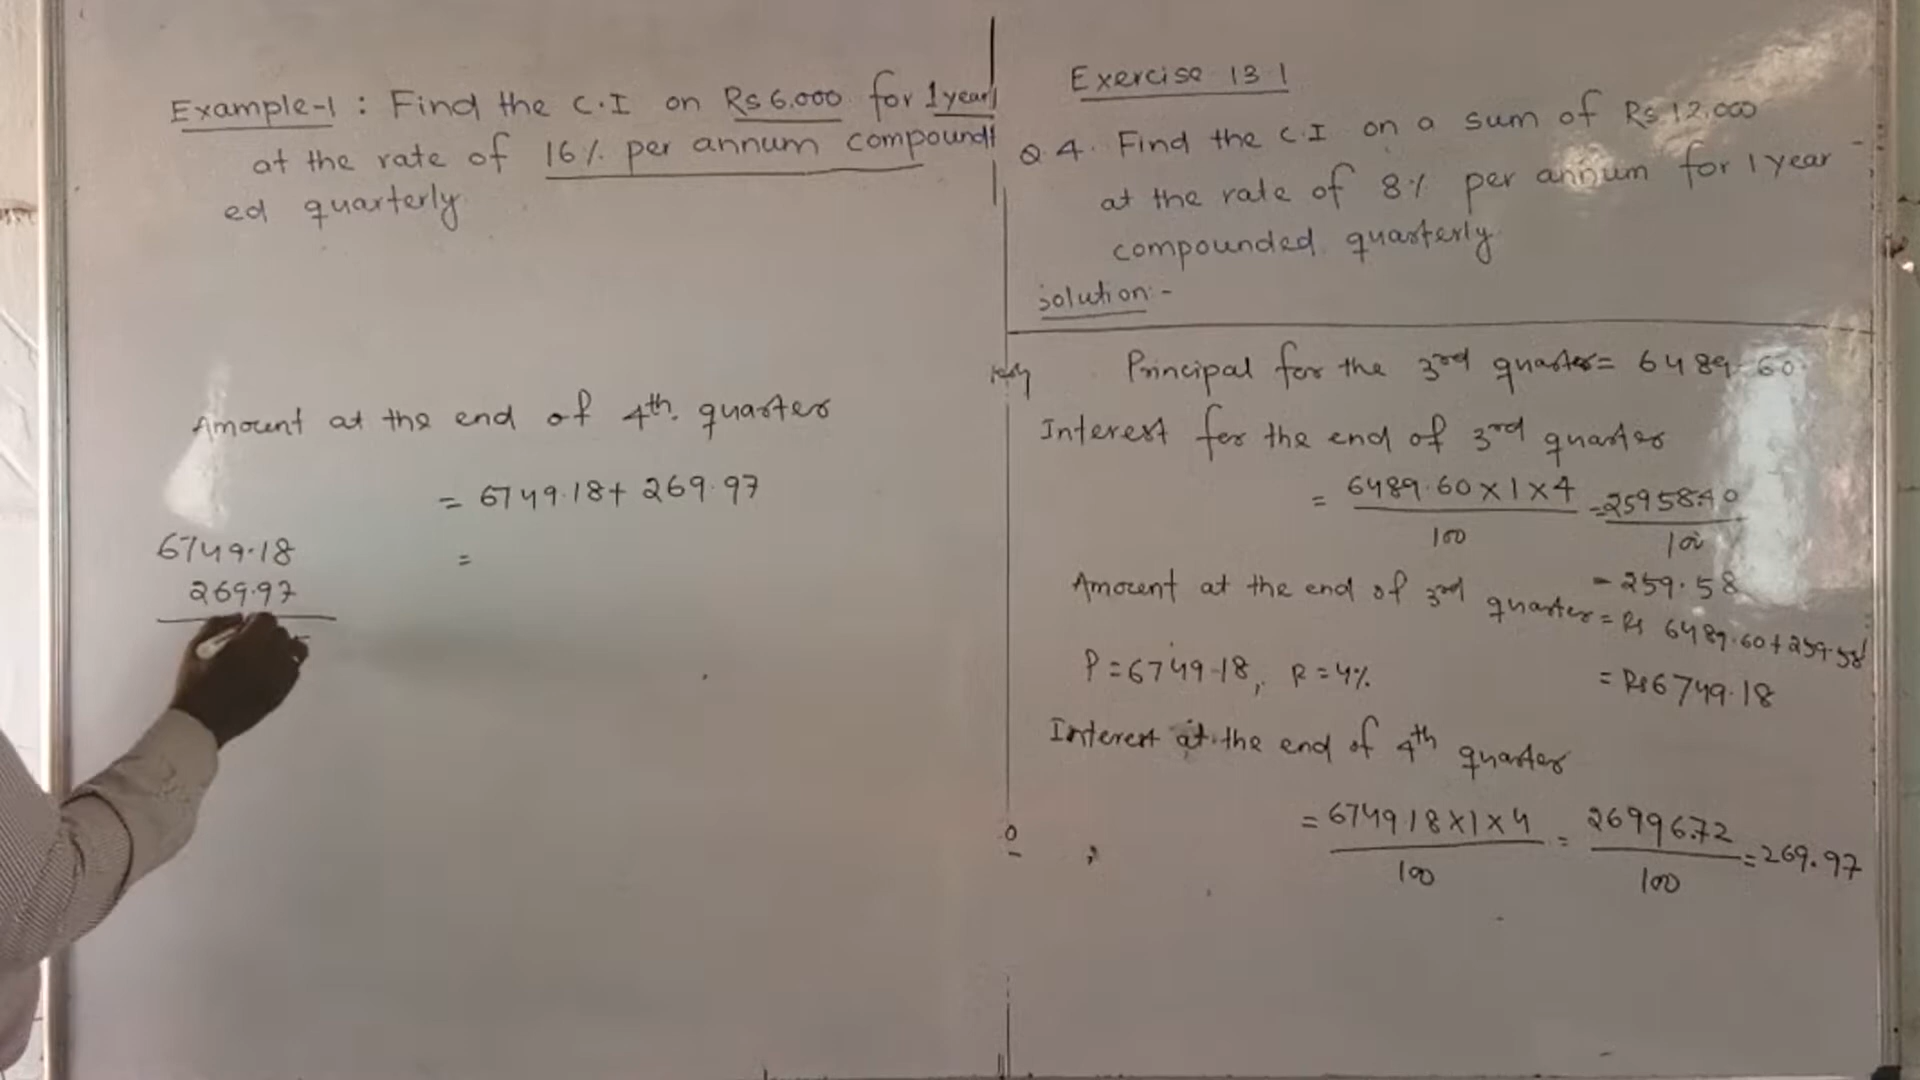 Example-1 : Find the C.I on Rs 6,000 for 1 year
at the rate of 16% per annum compound
ed quarterly
Amount at the end of 4th quarter
= 6749.18 + 269.97
=
6749.18
269.97
Exercise 13.1
Q.4. Find the C.I on a sum of Rs 12,000
at the rate of 8% per annum for 1 year
compounded quarterly
solution:-
Principal for the 3rd quarter = 6489.60
Interest for the end of 3rd quarter
= 6489.60 x 1 x 4 / 100 = 25958.40 / 100
= 259.58
Amount at the end of 3rd quarter = Rs 6489.60 + 259.58
= Rs 6749.18
P = 6749.18, R = 4%
Interest at the end of 4th quarter
= 6749.18 x 1 x 4 / 100 = 26996.72 / 100 = 269.97